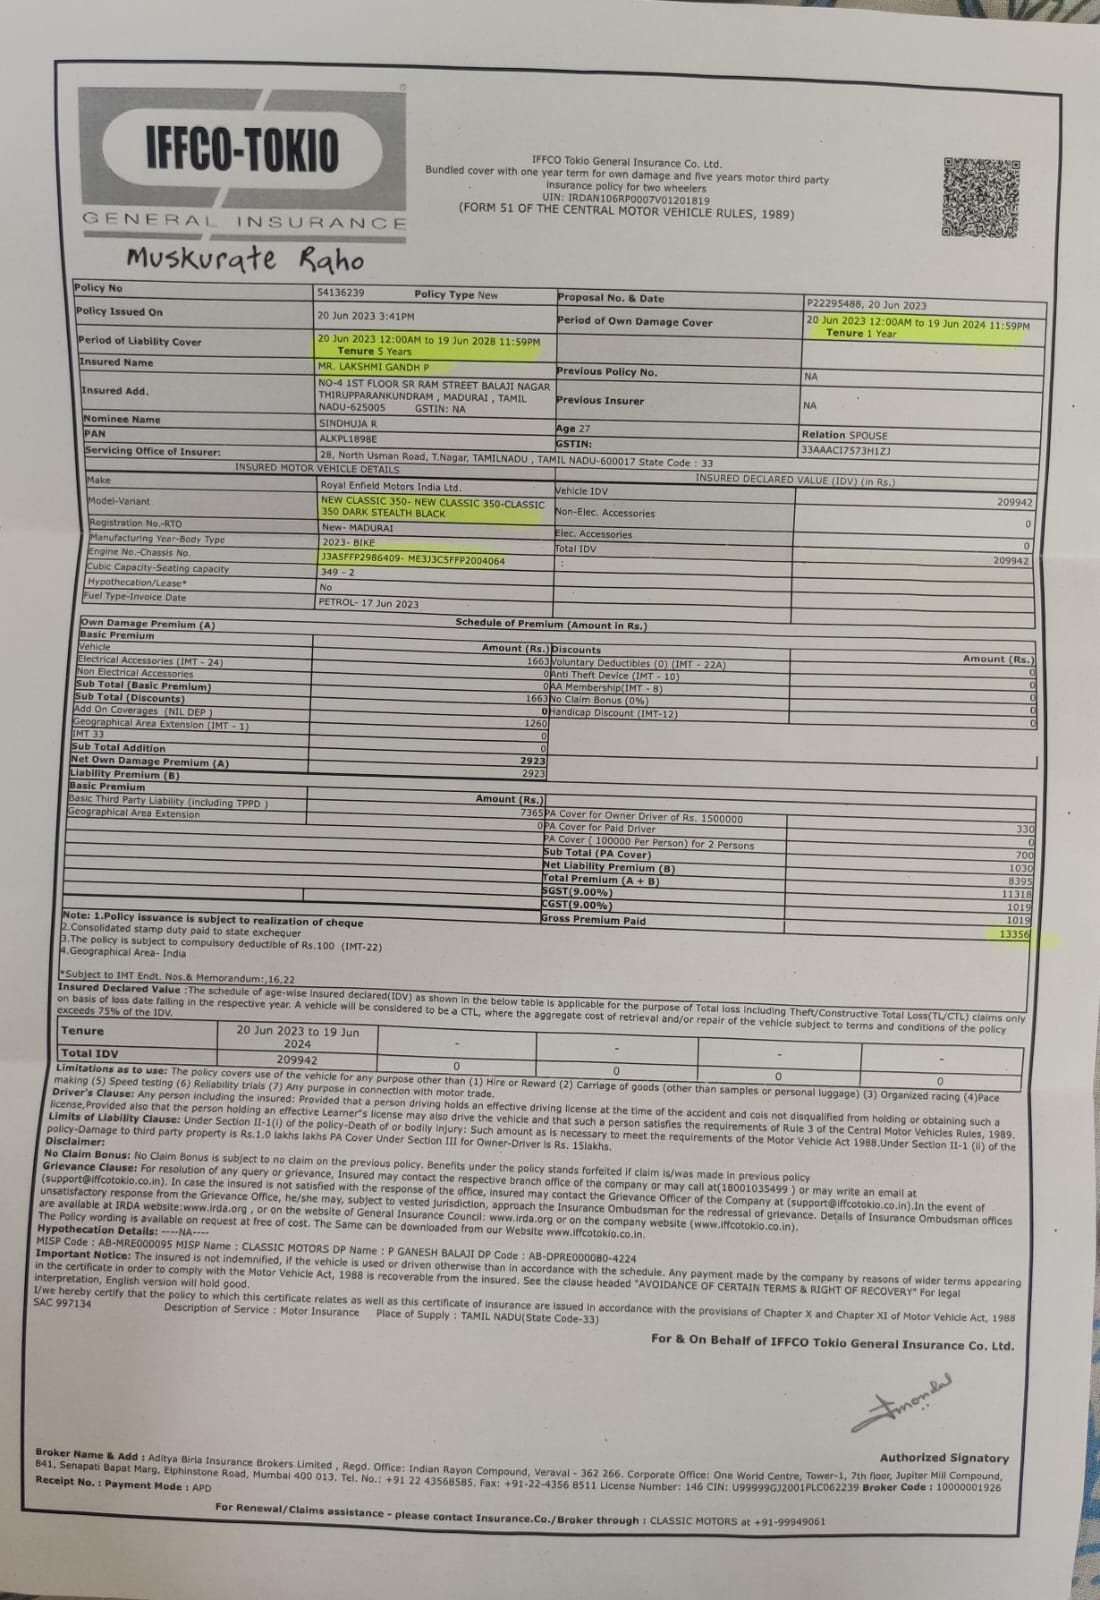 IFFCO-TOKIO
GENERAL INSURANCE
Muskurate Raho
IFFCO Tokio General Insurance Co. Ltd.
Bundled cover with one year term for own damage and five years motor third party
insurance policy for two wheelers
UIN: IRDAN106RP0007V01201819
(FORM 51 OF THE CENTRAL MOTOR VEHICLE RULES, 1989)
Policy No 54136239 Policy Type New Proposal No. & Date P22295488, 20 Jun 2023
Policy Issued On 20 Jun 2023 3:41PM Period of Own Damage Cover 20 Jun 2023 12:00AM to 19 Jun 2024 11:59PM
Tenure 1 Year
Period of Liability Cover 20 Jun 2023 12:00AM to 19 Jun 2028 11:59PM
Tenure 5 Years
Insured Name MR. LAKSHMI GANDH P Previous Policy No. NA
Insured Add. NO-4 1ST FLOOR SR RAM STREET BALAJI NAGAR
THIRUPPARANKUNDRAM , MADURAI , TAMIL
NADU-625005 GSTIN: NA Previous Insurer NA
Nominee Name SINDHUJA R Age 27 Relation SPOUSE
PAN ALKPL1898E GSTIN: 33AAACI7573H1ZJ
Servicing Office of Insurer: 28, North Usman Road, T.Nagar, TAMILNADU , TAMIL NADU-600017 State Code : 33
INSURED MOTOR VEHICLE DETAILS INSURED DECLARED VALUE (IDV) (in Rs.)
Make Royal Enfield Motors India Ltd. Vehicle IDV 209942
Model-Variant NEW CLASSIC 350- NEW CLASSIC 350-CLASSIC
350 DARK STEALTH BLACK Non-Elec. Accessories 0
Registration No.-RTO New- MADURAI Elec. Accessories 0
Manufacturing Year-Body Type 2023- BIKE Total IDV 209942
Engine No.-Chassis No. J3A5FFP2986409- ME3J3C5FFP2004064 :
Cubic Capacity-Seating capacity 349 - 2
Hypothecation/Lease* No
Fuel Type-Invoice Date PETROL- 17 Jun 2023
Schedule of Premium (Amount in Rs.)
Own Damage Premium (A)
Basic Premium Amount (Rs.) Discounts Amount (Rs.)
Vehicle 1663 Voluntary Deductibles (0) (IMT - 22A) 0
Electrical Accessories (IMT - 24) 0 Anti Theft Device (IMT - 10) 0
Non Electrical Accessories 0 AA Membership(IMT - 8) 0
Sub Total (Basic Premium) 1663 No Claim Bonus (0%) 0
Sub Total (Discounts) 0 Handicap Discount (IMT-12) 0
Add On Coverages (NIL DEP ) 1260
Geographical Area Extension (IMT - 1) 0
IMT 33 0
Sub Total Addition 2923
Net Own Damage Premium (A) 2923
Liability Premium (B)
Basic Premium Amount (Rs.)
Basic Third Party Liability (including TPPD ) 7365 PA Cover for Owner Driver of Rs. 1500000 330
Geographical Area Extension 0 PA Cover for Paid Driver 0
PA Cover ( 100000 Per Person) for 2 Persons 700
Sub Total (PA Cover) 1030
Net Liability Premium (B) 8395
Total Premium (A + B) 11318
SGST(9.00%) 1019
CGST(9.00%) 1019
Gross Premium Paid 13356
Note: 1.Policy issuance is subject to realization of cheque
2.Consolidated stamp duty paid to state exchequer
3.The policy is subject to compulsory deductible of Rs.100 (IMT-22)
4.Geographical Area- India
*Subject to IMT Endt. Nos.& Memorandum:,16,22
Insured Declared Value :The schedule of age-wise insured declared(IDV) as shown in the below table is applicable for the purpose of Total loss including Theft/Constructive Total Loss(TL/CTL) claims only
on basis of loss date falling in the respective year. A vehicle will be considered to be a CTL, where the aggregate cost of retrieval and/or repair of the vehicle subject to terms and conditions of the policy
exceeds 75% of the IDV.
Tenure 20 Jun 2023 to 19 Jun
2024 - - - -
Total IDV 209942 0 0 0 0
Limitations as to use: The policy covers use of the vehicle for any purpose other than (1) Hire or Reward (2) Carriage of goods (other than samples or personal luggage) (3) Organized racing (4)Pace
making (5) Speed testing (6) Reliability trials (7) Any purpose in connection with motor trade.
Driver's Clause: Any person including the insured: Provided that a person driving holds an effective driving license at the time of the accident and cois not disqualified from holding or obtaining such a
license,Provided also that the person holding an effective Learner"s license may also drive the vehicle and that such a person satisfies the requirements of Rule 3 of the Central Motor Vehicles Rules, 1989.
Limits of Liability Clause: Under Section II-1(i) of the policy-Death of or bodily injury: Such amount as is necessary to meet the requirements of the Motor Vehicle Act 1988.Under Section II-1 (ii) of the
policy-Damage to third party property is Rs.1.0 lakhs lakhs PA Cover Under Section III for Owner-Driver is Rs. 15lakhs.
Disclaimer:
No Claim Bonus: No Claim Bonus is subject to no claim on the previous policy. Benefits under the policy stands forfeited if claim is/was made in previous policy
Grievance Clause: For resolution of any query or grievance, Insured may contact the respective branch office of the company or may call at(18001035499 ) or may write an email at
(support@iffcotokio.co.in). In case the insured is not satisfied with the response of the office, insured may contact the Grievance Officer of the Company at (support@iffcotokio.co.in).In the event of
unsatisfactory response from the Grievance Office, he/she may, subject to vested jurisdiction, approach the Insurance Ombudsman for the redressal of grievance. Details of Insurance Ombudsman offices
are available at IRDA website:www.irda.org , or on the website of General Insurance Council: www.irda.org or on the company website (www.iffcotokio.co.in).
The Policy wording is available on request at free of cost. The Same can be downloaded from our Website www.iffcotokio.co.in.
Hypothecation Details: ----NA----
MISP Code : AB-MRE000095 MISP Name : CLASSIC MOTORS DP Name : P GANESH BALAJI DP Code : AB-DPRE000080-4224
Important Notice: The insured is not indemnified, if the vehicle is used or driven otherwise than in accordance with the schedule. Any payment made by the company by reasons of wider terms appearing
in the certificate in order to comply with the Motor Vehicle Act, 1988 is recoverable from the insured. See the clause headed "AVOIDANCE OF CERTAIN TERMS & RIGHT OF RECOVERY" For legal
interpretation, English version will hold good.
I/we hereby certify that the policy to which this certificate relates as well as this certificate of insurance are issued in accordance with the provisions of Chapter X and Chapter XI of Motor Vehicle Act, 1988
SAC 997134 Description of Service : Motor Insurance Place of Supply : TAMIL NADU(State Code-33)
For & On Behalf of IFFCO Tokio General Insurance Co. Ltd.
Authorized Signatory
Broker Name & Add : Aditya Birla Insurance Brokers Limited , Regd. Office: Indian Rayon Compound, Veraval - 362 266. Corporate Office: One World Centre, Tower-1, 7th floor, Jupiter Mill Compound,
841, Senapati Bapat Marg, Elphinstone Road, Mumbai 400 013. Tel. No.: +91 22 43568585, Fax: +91-22-4356 8511 License Number: 146 CIN: U99999GJ2001PLC062239 Broker Code : 10000001926
Receipt No. : Payment Mode : APD
For Renewal/Claims assistance - please contact Insurance.Co./Broker through : CLASSIC MOTORS at +91-99949061